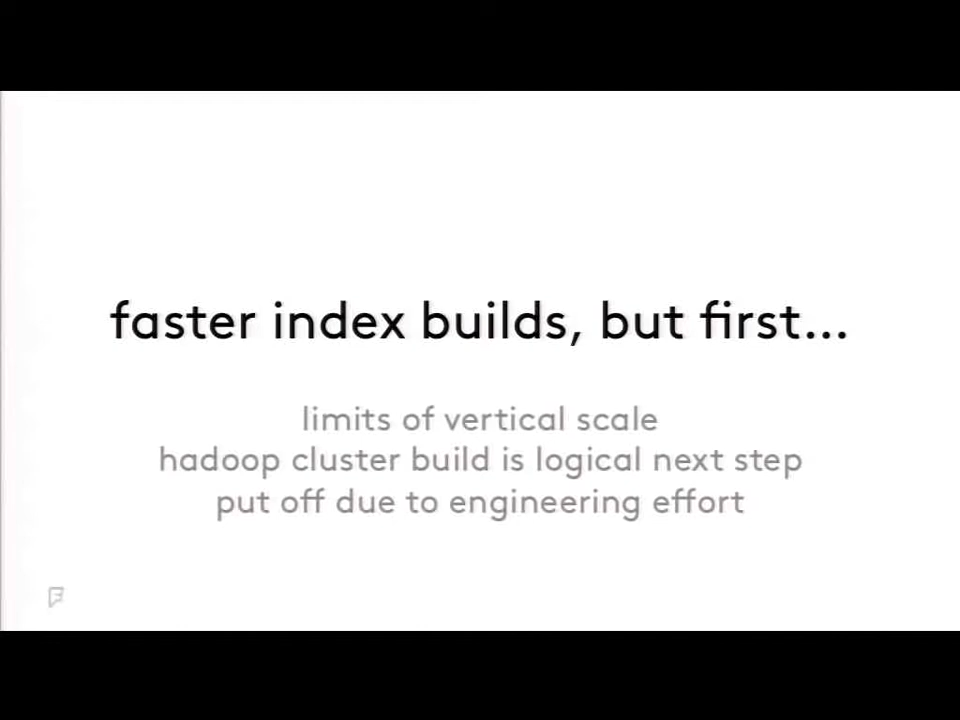 faster index builds, but first...
limits of vertical scale
hadoop cluster build is logical next step
put off due to engineering effort